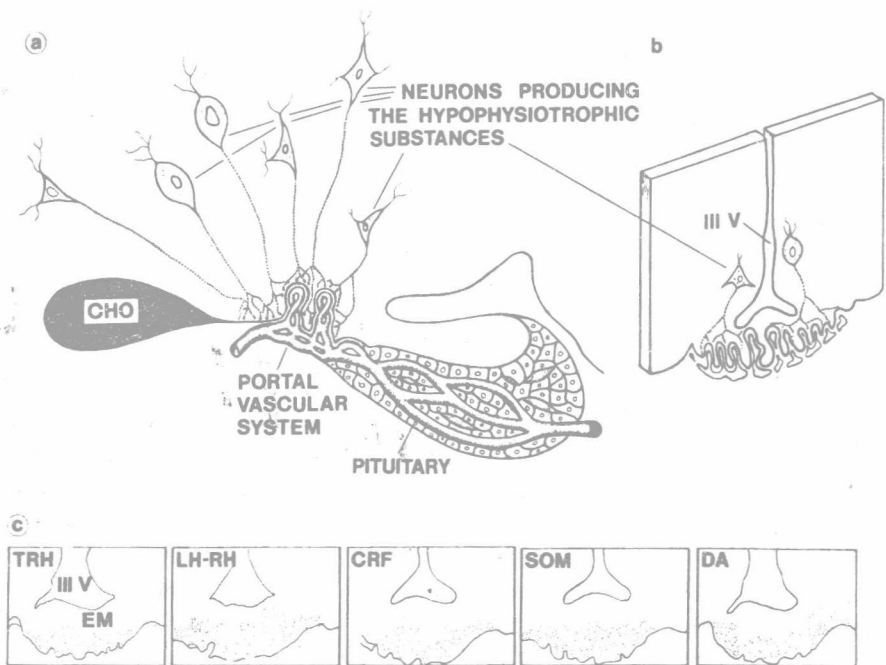 a
b
NEURONS PRODUCING
THE HYPOPHYSIOTROPHIC
SUBSTANCES
III V
CHO
PORTAL
VASCULAR
SYSTEM
PITUITARY
c
TRH
III V
EM
LH-RH
CRF
SOM
DA